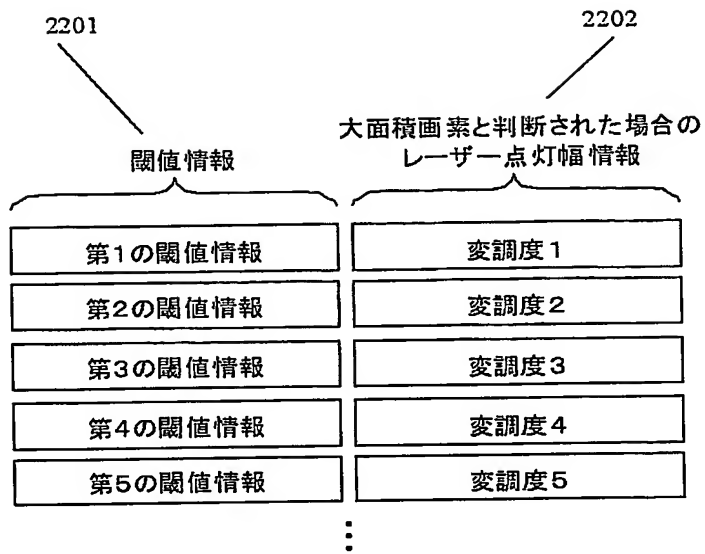 2201
2202
閾値情報
大面積画素と判断された場合の
レーザー点灯幅情報
第1の閾値情報
変調度1
第2の閾値情報
変調度2
第3の閾値情報
変調度3
第4の閾値情報
変調度4
第5の閾値情報
変調度5